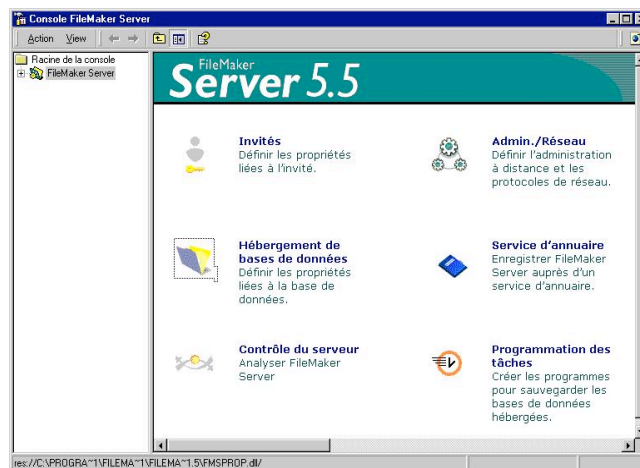 Console FileMaker Server
Action View
Racine de la console
FileMaker Server
FileMaker
Server 5.5
Invités
Définir les propriétés
liées à l'invité.
Admin./Réseau
Définir l'administration
à distance et les
protocoles de réseau.
Hébergement de
bases de données
Définir les propriétés
liées à la base de
données.
Service d'annuaire
Enregistrer FileMaker
Server auprès d'un
service d'annuaire.
Contrôle du serveur
Analyser FileMaker
Server
Programmation des
tâches
Créer les programmes
pour sauvegarder les
bases de données
hébergées.
res://C:\PROGRA~1\FILEMA~1\FILEMA~1.5\FMSPROP.dll/